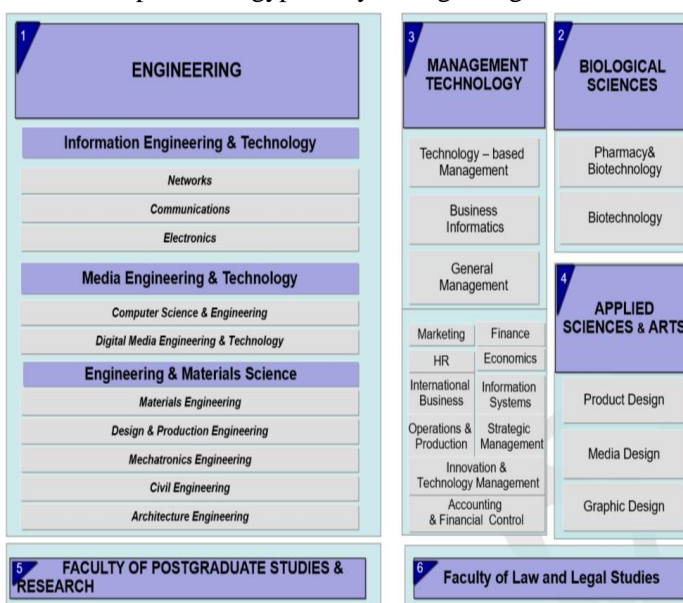 1
ENGINEERING
Information Engineering & Technology
Networks
Communications
Electronics
Media Engineering & Technology
Computer Science & Engineering
Digital Media Engineering & Technology
Engineering & Materials Science
Materials Engineering
Design & Production Engineering
Mechatronics Engineering
Civil Engineering
Architecture Engineering
3
MANAGEMENT
TECHNOLOGY
Technology – based
Management
Business
Informatics
General
Management
Marketing
Finance
HR
Economics
International
Business
Information
Systems
Operations &
Production
Strategic
Management
Innovation &
Technology Management
Accounting
& Financial Control
2
BIOLOGICAL
SCIENCES
Pharmacy&
Biotechnology
Biotechnology
4
APPLIED
SCIENCES & ARTS
Product Design
Media Design
Graphic Design
5
FACULTY OF POSTGRADUATE STUDIES &
RESEARCH
6
Faculty of Law and Legal Studies